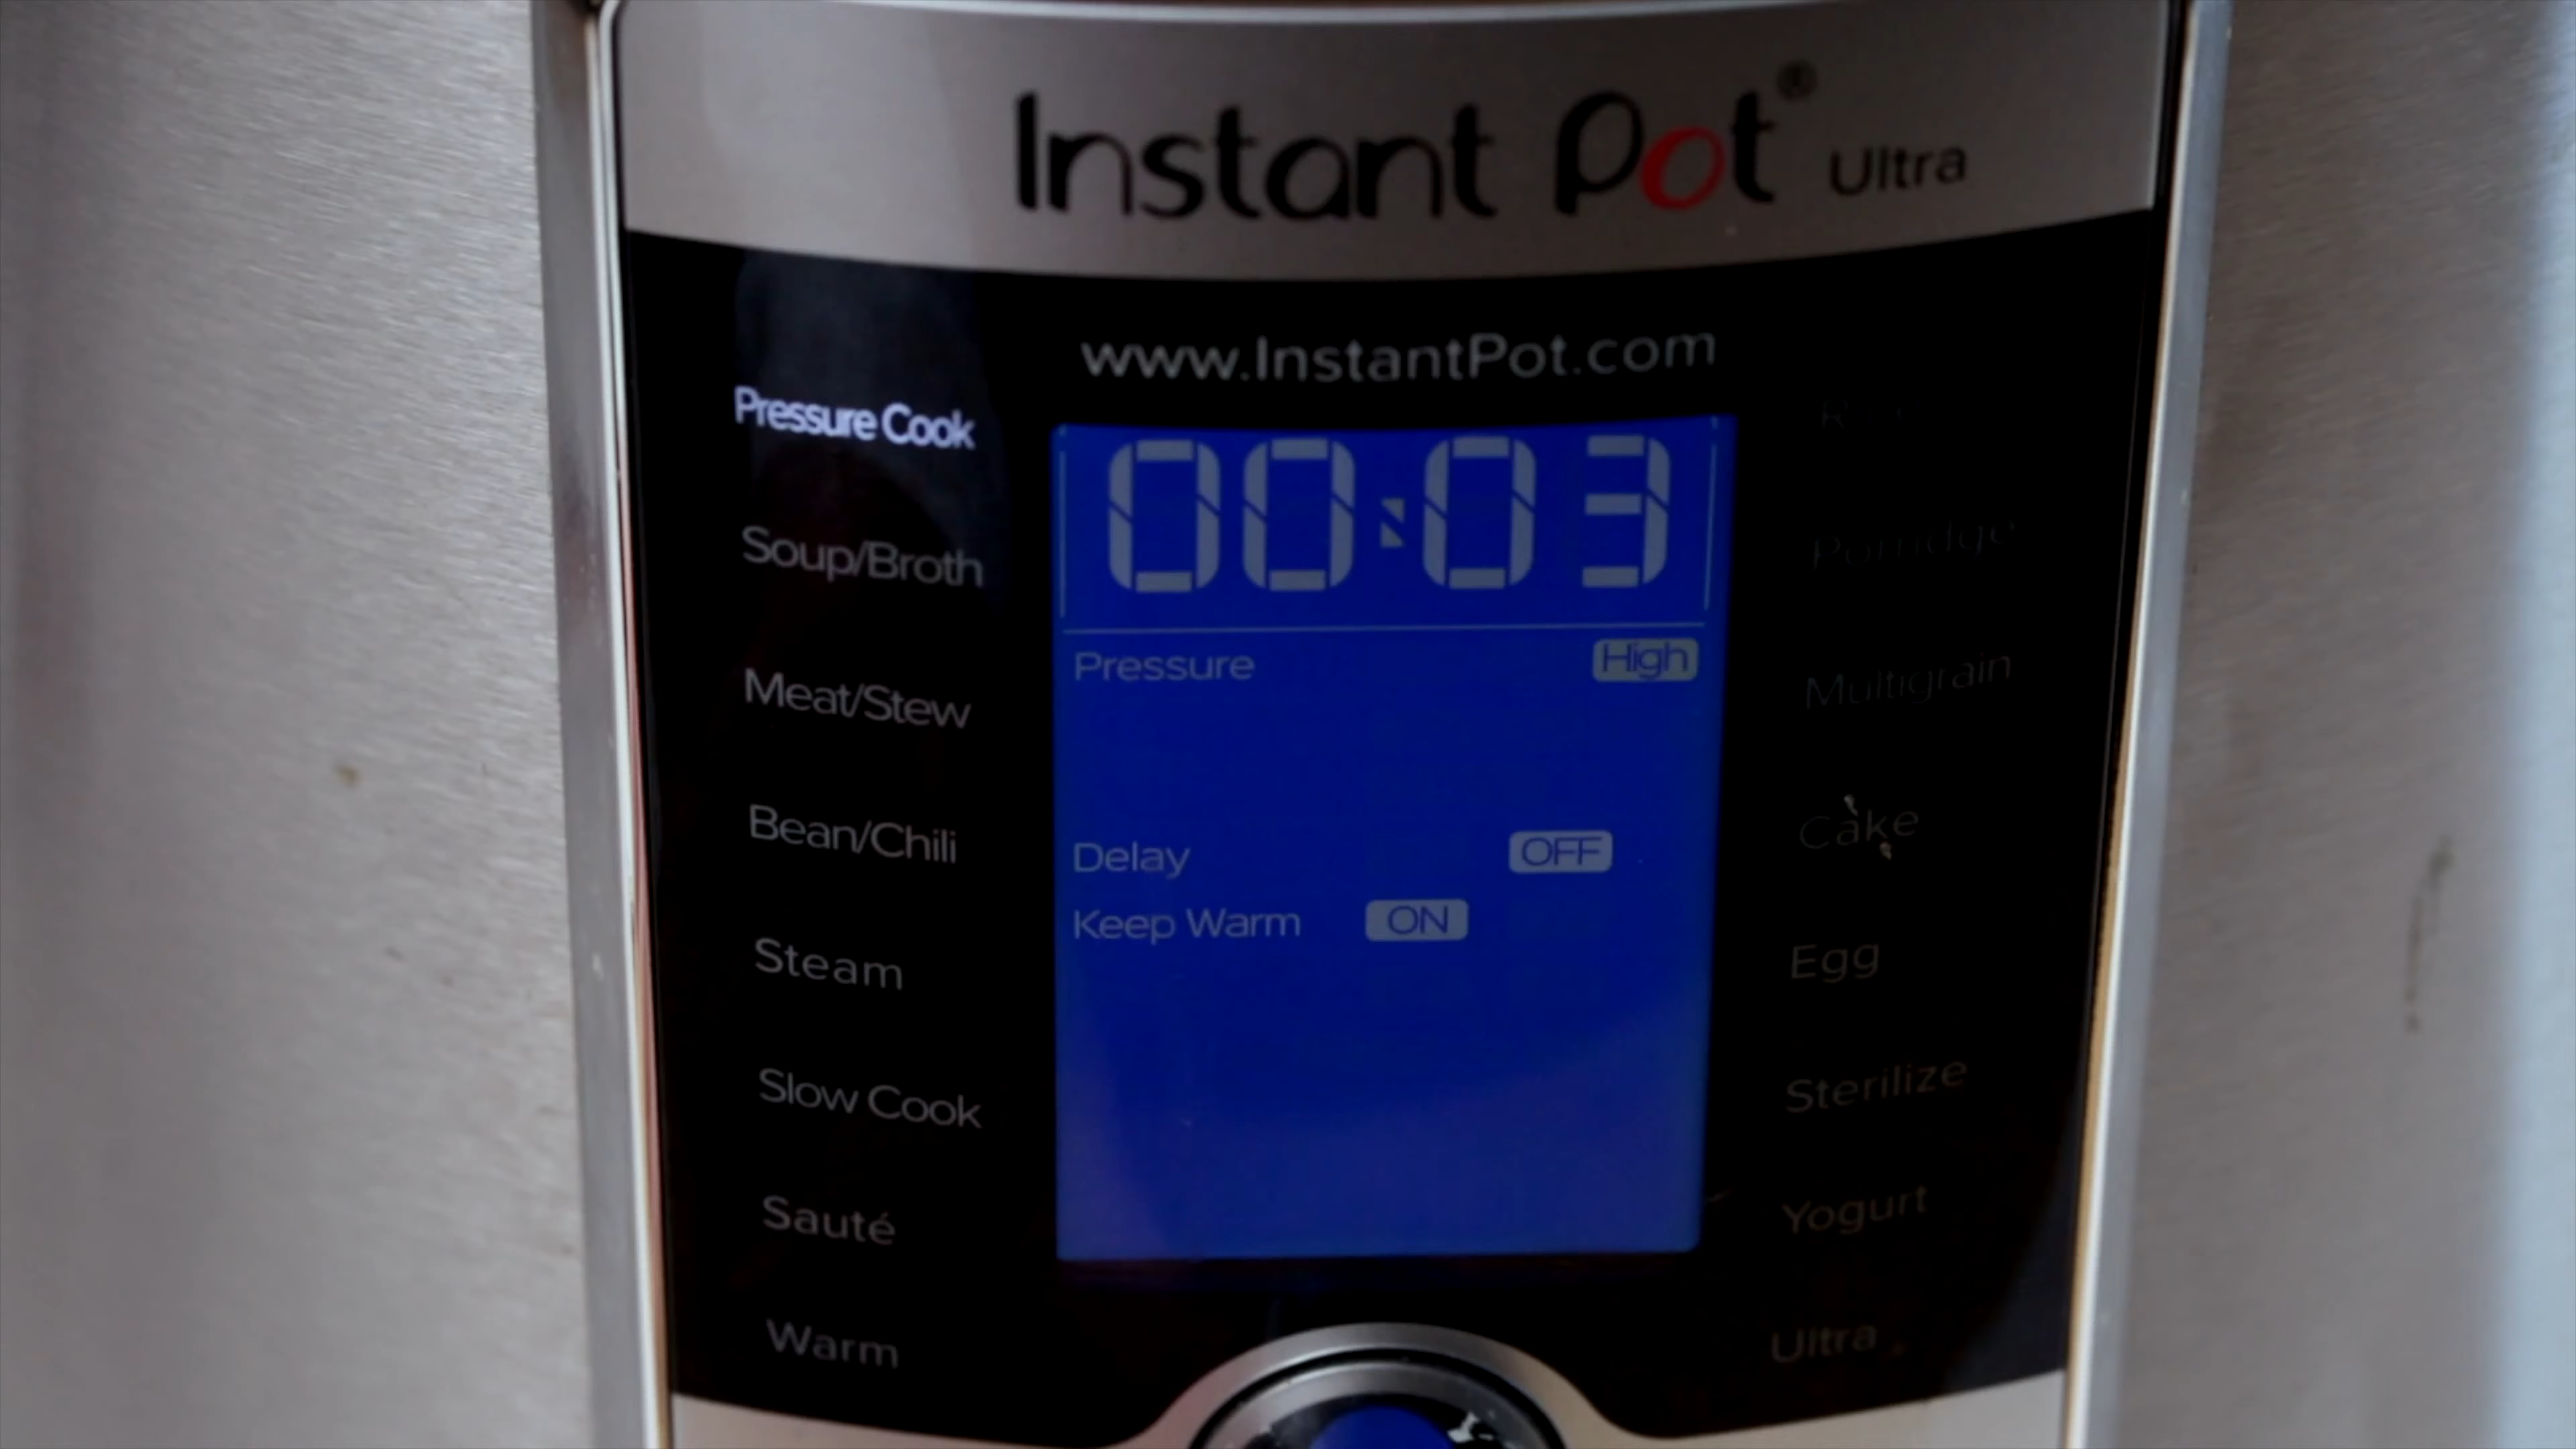 Instant Pot® Ultra
www.InstantPot.com
Pressure Cook
Soup/Broth
Meat/Stew
Bean/Chili
Steam
Slow Cook
Sauté
Warm
00:03
Pressure High
Delay OFF
Keep Warm ON
Porridge
Multigrain
Cake
Egg
Sterilize
Yogurt
Ultra